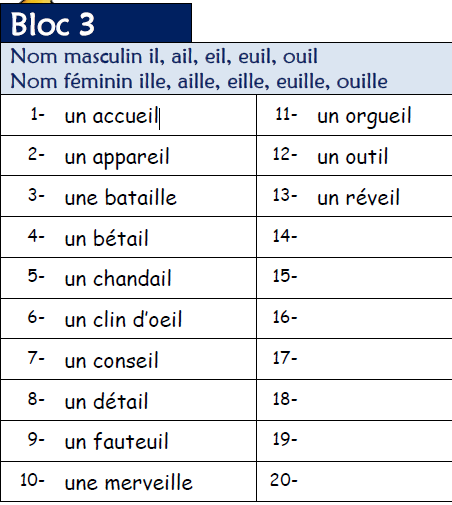 Bloc 3
Nom masculin il, ail, eil, euil, ouil
Nom féminin ille, aille, eille, euille, ouille
1- un accueil
2- un appareil
3- une bataille
4- un bétail
5- un chandail
6- un clin d'oeil
7- un conseil
8- un détail
9- un fauteuil
10- une merveille
11- un orgueil
12- un outil
13- un réveil
14-
15-
16-
17-
18-
19-
20-